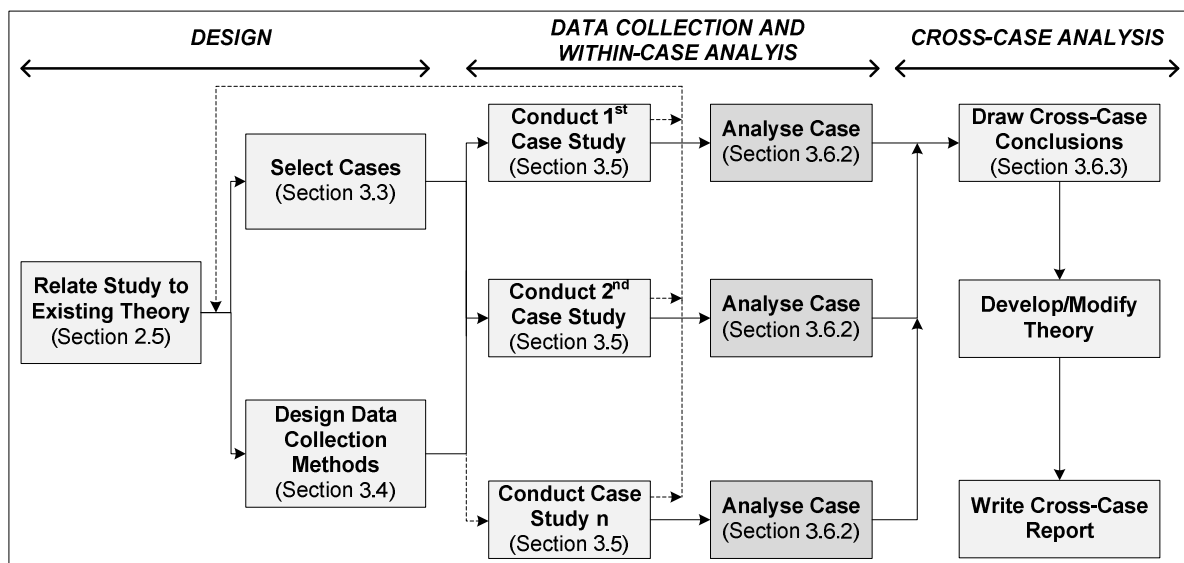 DESIGN
DATA COLLECTION AND
WITHIN-CASE ANALYIS
CROSS-CASE ANALYSIS
Relate Study to
Existing Theory
(Section 2.5)
Select Cases
(Section 3.3)
Design Data
Collection
Methods
(Section 3.4)
Conduct 1st
Case Study
(Section 3.5)
Conduct 2nd
Case Study
(Section 3.5)
Conduct Case
Study n
(Section 3.5)
Analyse Case
(Section 3.6.2)
Analyse Case
(Section 3.6.2)
Analyse Case
(Section 3.6.2)
Draw Cross-Case
Conclusions
(Section 3.6.3)
Develop/Modify
Theory
Write Cross-Case
Report